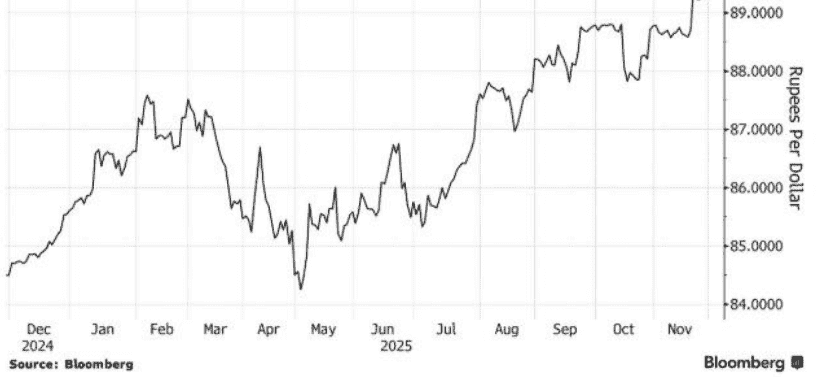 89.0000
88.0000
87.0000
86.0000
85.0000
84.0000
Rupees Per Dollar
Dec Jan Feb Mar Apr May Jun Jul Aug Sep Oct Nov
2024 2025
Source: Bloomberg
Bloomberg